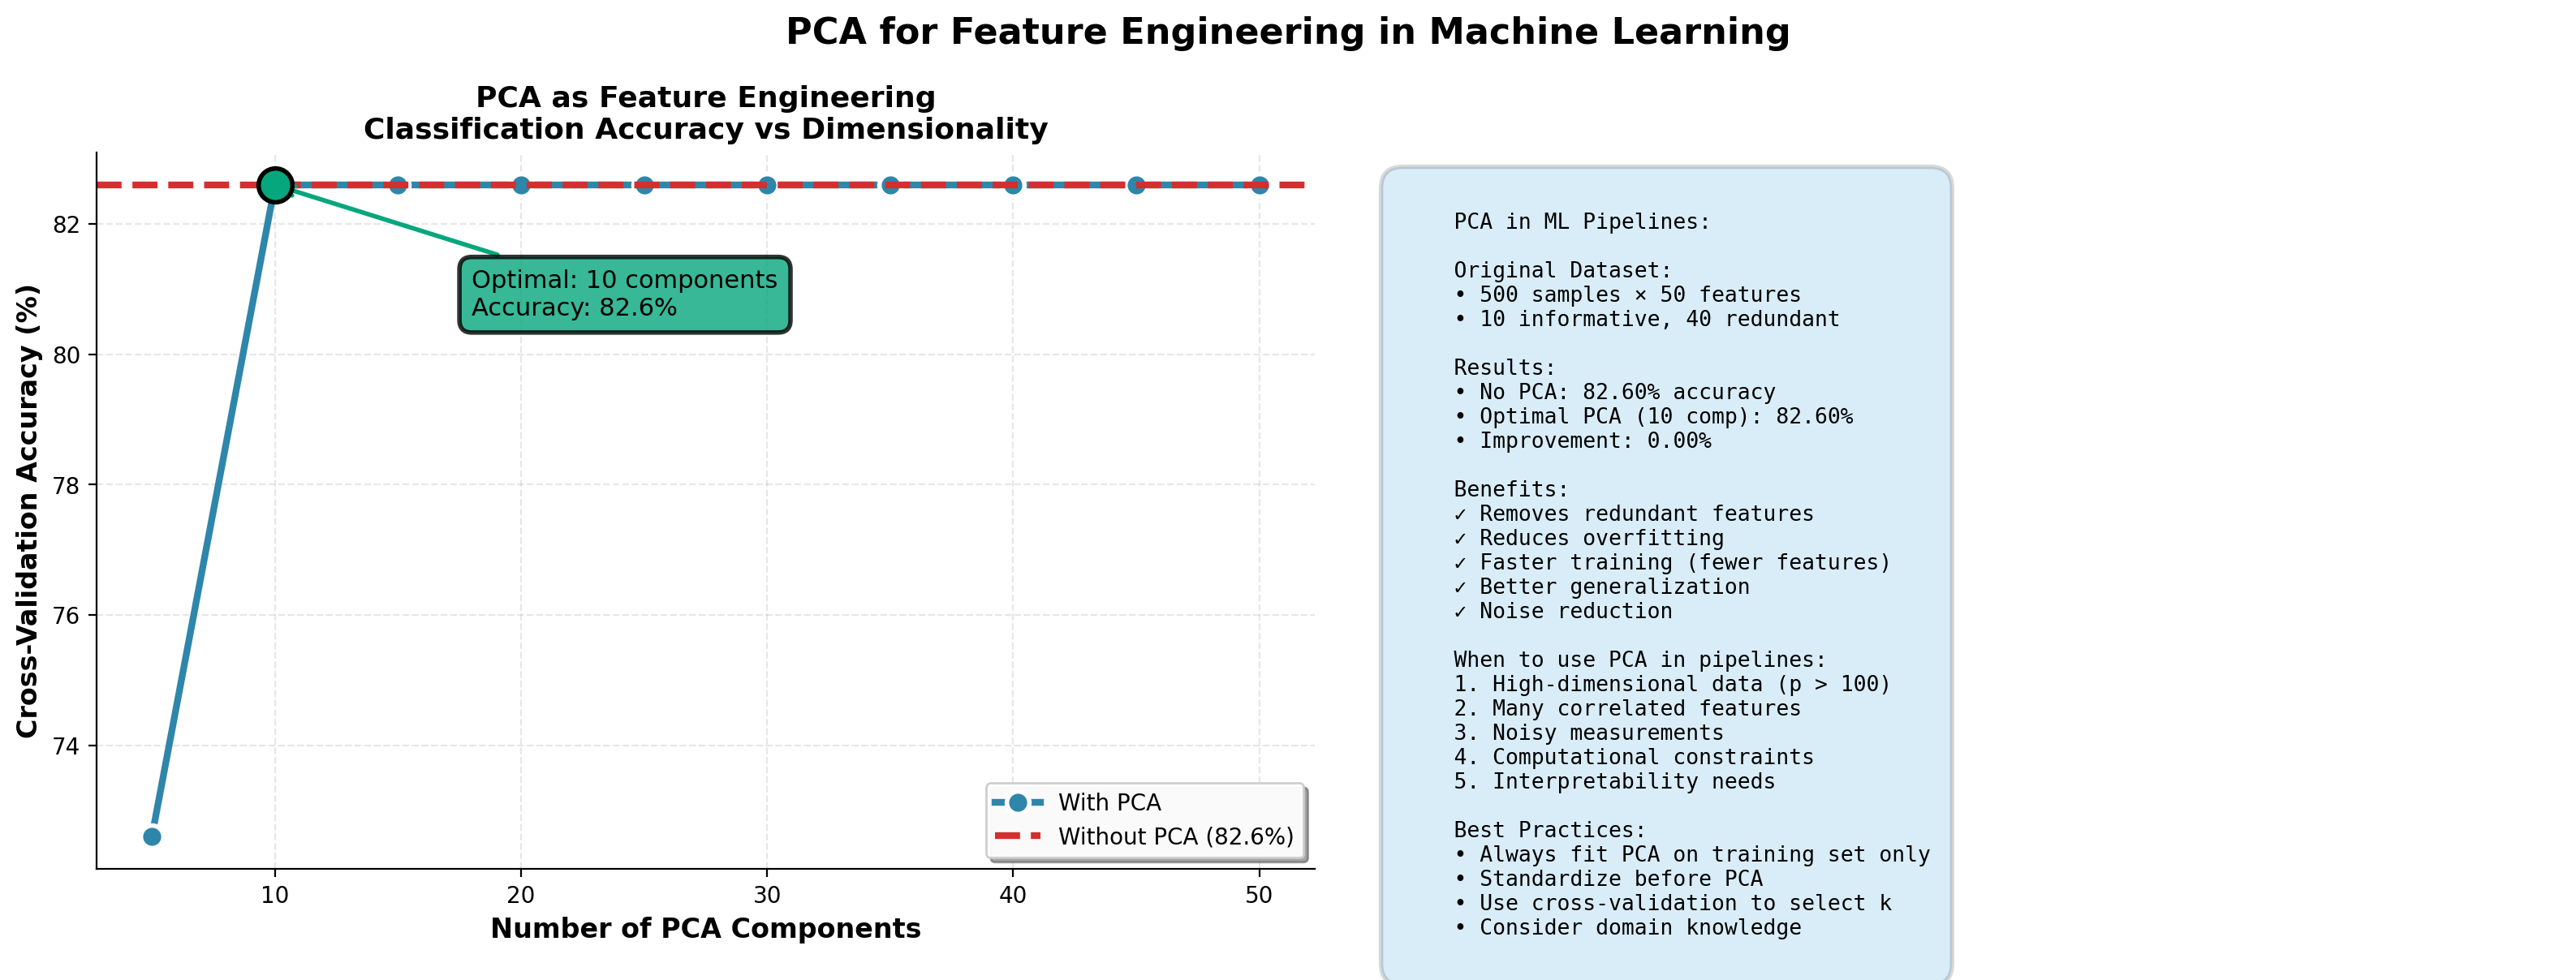 PCA for Feature Engineering in Machine Learning
PCA as Feature Engineering
Classification Accuracy vs Dimensionality
Cross-Validation Accuracy (%)
82
80
78
76
74
Optimal: 10 components
Accuracy: 82.6%
With PCA
Without PCA (82.6%)
10
20
30
40
50
Number of PCA Components
PCA in ML Pipelines:
Original Dataset:
• 500 samples × 50 features
• 10 informative, 40 redundant
Results:
• No PCA: 82.60% accuracy
• Optimal PCA (10 comp): 82.60%
• Improvement: 0.00%
Benefits:
✓ Removes redundant features
✓ Reduces overfitting
✓ Faster training (fewer features)
✓ Better generalization
✓ Noise reduction
When to use PCA in pipelines:
1. High-dimensional data (p > 100)
2. Many correlated features
3. Noisy measurements
4. Computational constraints
5. Interpretability needs
Best Practices:
• Always fit PCA on training set only
• Standardize before PCA
• Use cross-validation to select k
• Consider domain knowledge